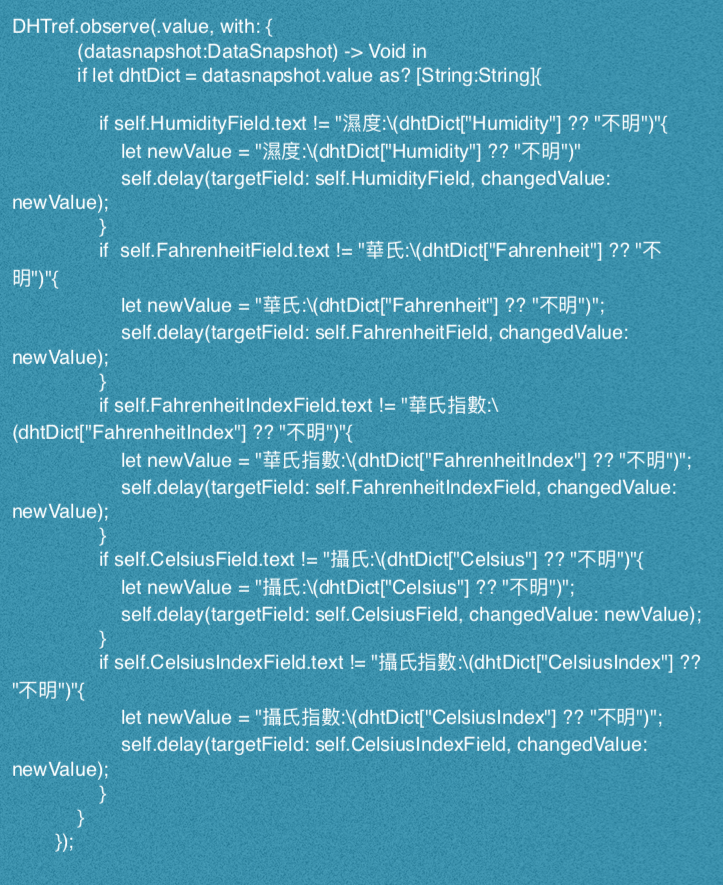 DHTref.observe(.value, with: {
(datasnapshot:DataSnapshot) -> Void in
if let dhtDict = datasnapshot.value as? [String:String]{
if self.HumidityField.text != "濕度:\(dhtDict["Humidity"] ?? "不明")"{
let newValue = "濕度:\(dhtDict["Humidity"] ?? "不明")"
self.delay(targetField: self.HumidityField, changedValue:
newValue);
}
if  self.FahrenheitField.text != "華氏:\(dhtDict["Fahrenheit"] ?? "不
明")"{
let newValue = "華氏:\(dhtDict["Fahrenheit"] ?? "不明")";
self.delay(targetField: self.FahrenheitField, changedValue:
newValue);
}
if self.FahrenheitIndexField.text != "華氏指數:\
(dhtDict["FahrenheitIndex"] ?? "不明")"{
let newValue = "華氏指數:\(dhtDict["FahrenheitIndex"] ?? "不明")";
self.delay(targetField: self.FahrenheitIndexField, changedValue:
newValue);
}
if self.CelsiusField.text != "攝氏:\(dhtDict["Celsius"] ?? "不明")"{
let newValue = "攝氏:\(dhtDict["Celsius"] ?? "不明")";
self.delay(targetField: self.CelsiusField, changedValue: newValue);
}
if self.CelsiusIndexField.text != "攝氏指數:\(dhtDict["CelsiusIndex"] ??
"不明")"{
let newValue = "攝氏指數:\(dhtDict["CelsiusIndex"] ?? "不明")";
self.delay(targetField: self.CelsiusIndexField, changedValue:
newValue);
}
}
});